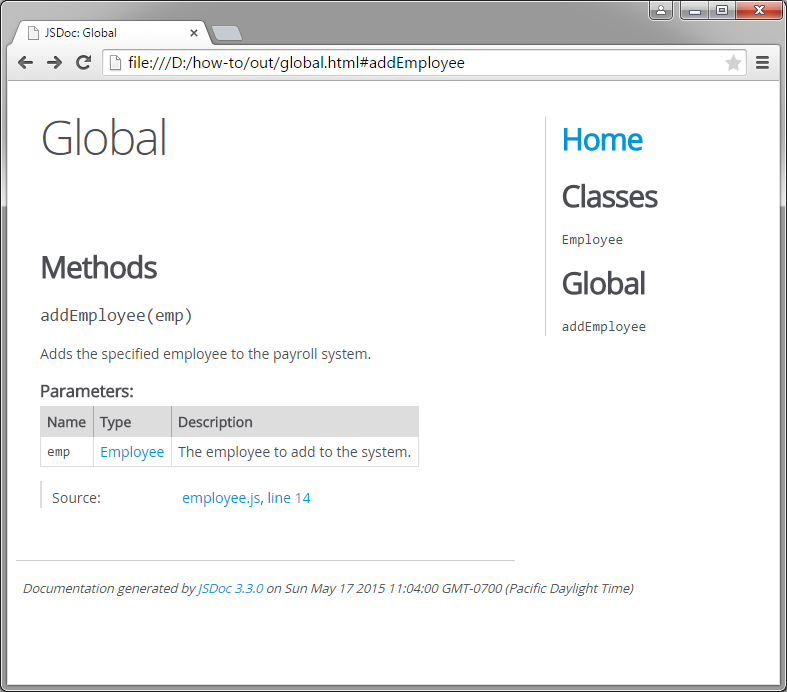 JSDoc: Global
file:///D:/how-to/out/global.html#addEmployee
Global
Methods
addEmployee(emp)
Adds the specified employee to the payroll system.
Parameters:
Name Type Description
emp Employee The employee to add to the system.
Source: employee.js, line 14
Home
Classes
Employee
Global
addEmployee
Documentation generated by JSDoc 3.3.0 on Sun May 17 2015 11:04:00 GMT-0700 (Pacific Daylight Time)